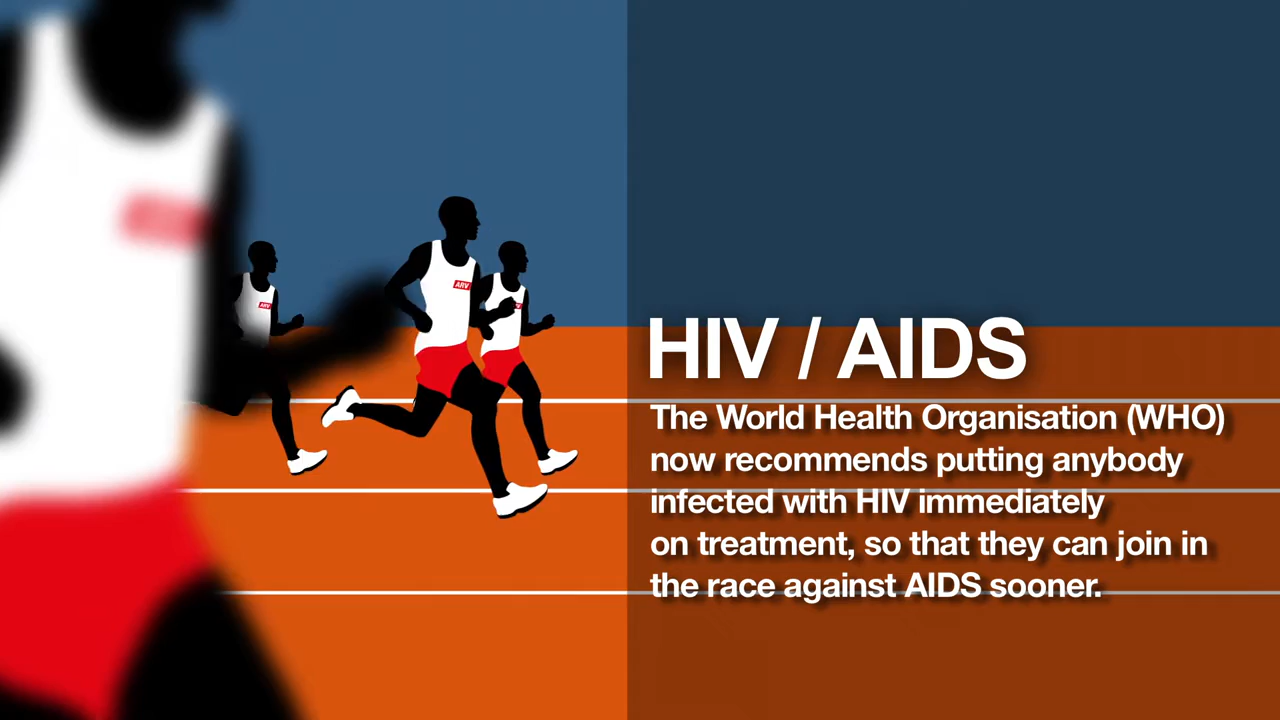 ARV
ARV
HIV / AIDS
The World Health Organisation (WHO)
now recommends putting anybody
infected with HIV immediately
on treatment, so that they can join in
the race against AIDS sooner.